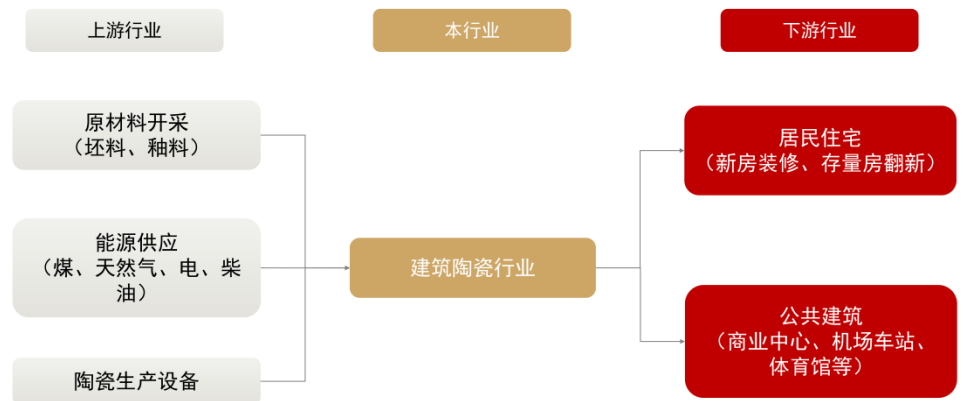 上游行业
本行业
下游行业
原材料开采
（坯料、釉料）
能源供应
（煤、天然气、电、柴
油）
陶瓷生产设备
建筑陶瓷行业
居民住宅
（新房装修、存量房翻新）
公共建筑
（商业中心、机场车站、
体育馆等）